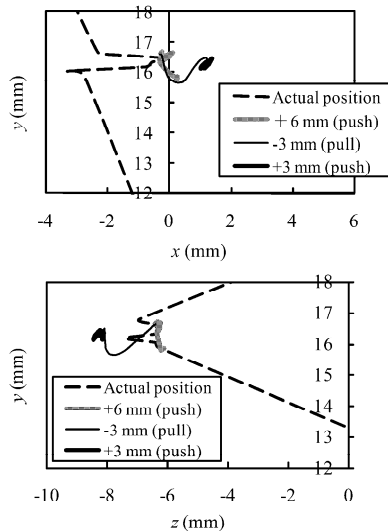 18
17
16
15
14
13
12
y (mm)
Actual position
+6 mm (push)
-3 mm (pull)
+3 mm (push)
-4 -2 0 2 4 6
x (mm)
18
17
16
15
14
13
12
y (mm)
Actual position
+6 mm (push)
-3 mm (pull)
+3 mm (push)
-10 -8 -6 -4 -2 0
z (mm)